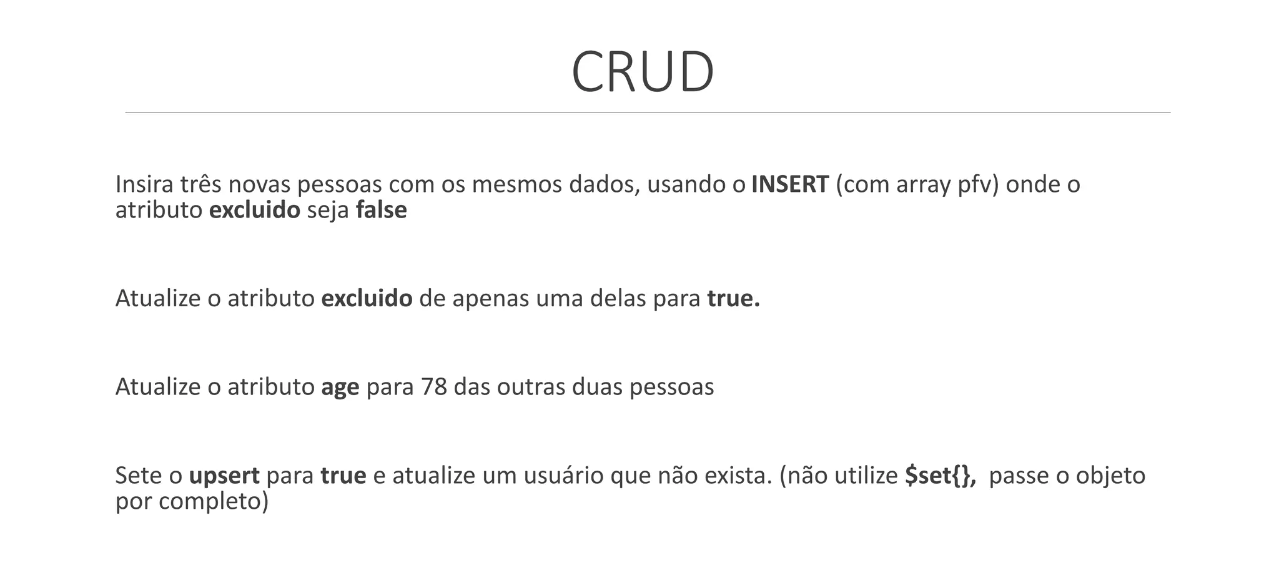 CRUD
Insira três novas pessoas com os mesmos dados, usando o INSERT (com array pfv) onde o
atributo excluido seja false
Atualize o atributo excluido de apenas uma delas para true.
Atualize o atributo age para 78 das outras duas pessoas
Sete o upsert para true e atualize um usuário que não exista. (não utilize $set{}, passe o objeto
por completo)